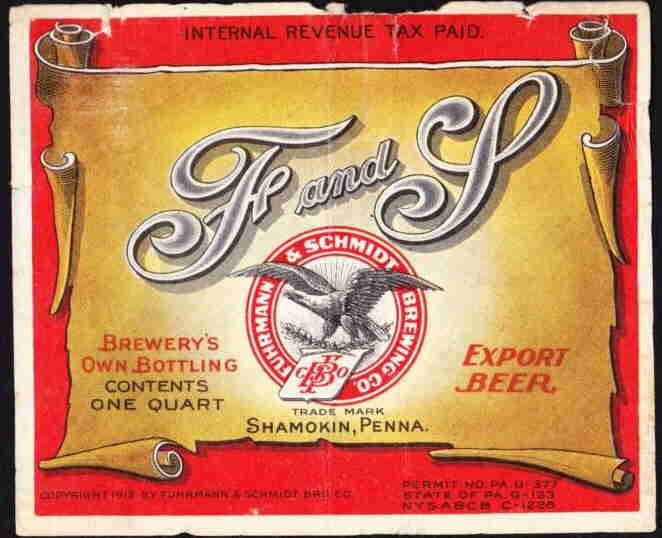 INTERNAL REVENUE TAX PAID.
F and S
FUHRMANN & SCHMIDT BREWING CO.
BREWERY'S
OWN BOTTLING
CONTENTS
ONE QUART
EXPORT
BEER
TRADE MARK
SHAMOKIN, PENNA.
COPYRIGHT 1913 BY FUHRMANN & SCHMIDT BRG CO.
PERMIT NO. PA. U-377
STATE OF PA. G-123
NYSABCB C-1226